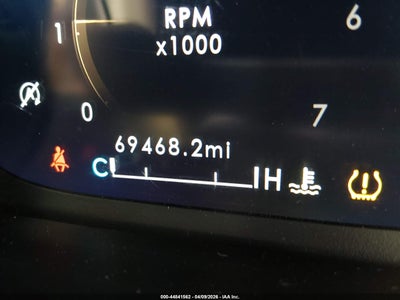 RPM
x1000
1
6
0
7
69468.2mi
C H
000-44841562 - 04/09/2026 - IAA Inc.